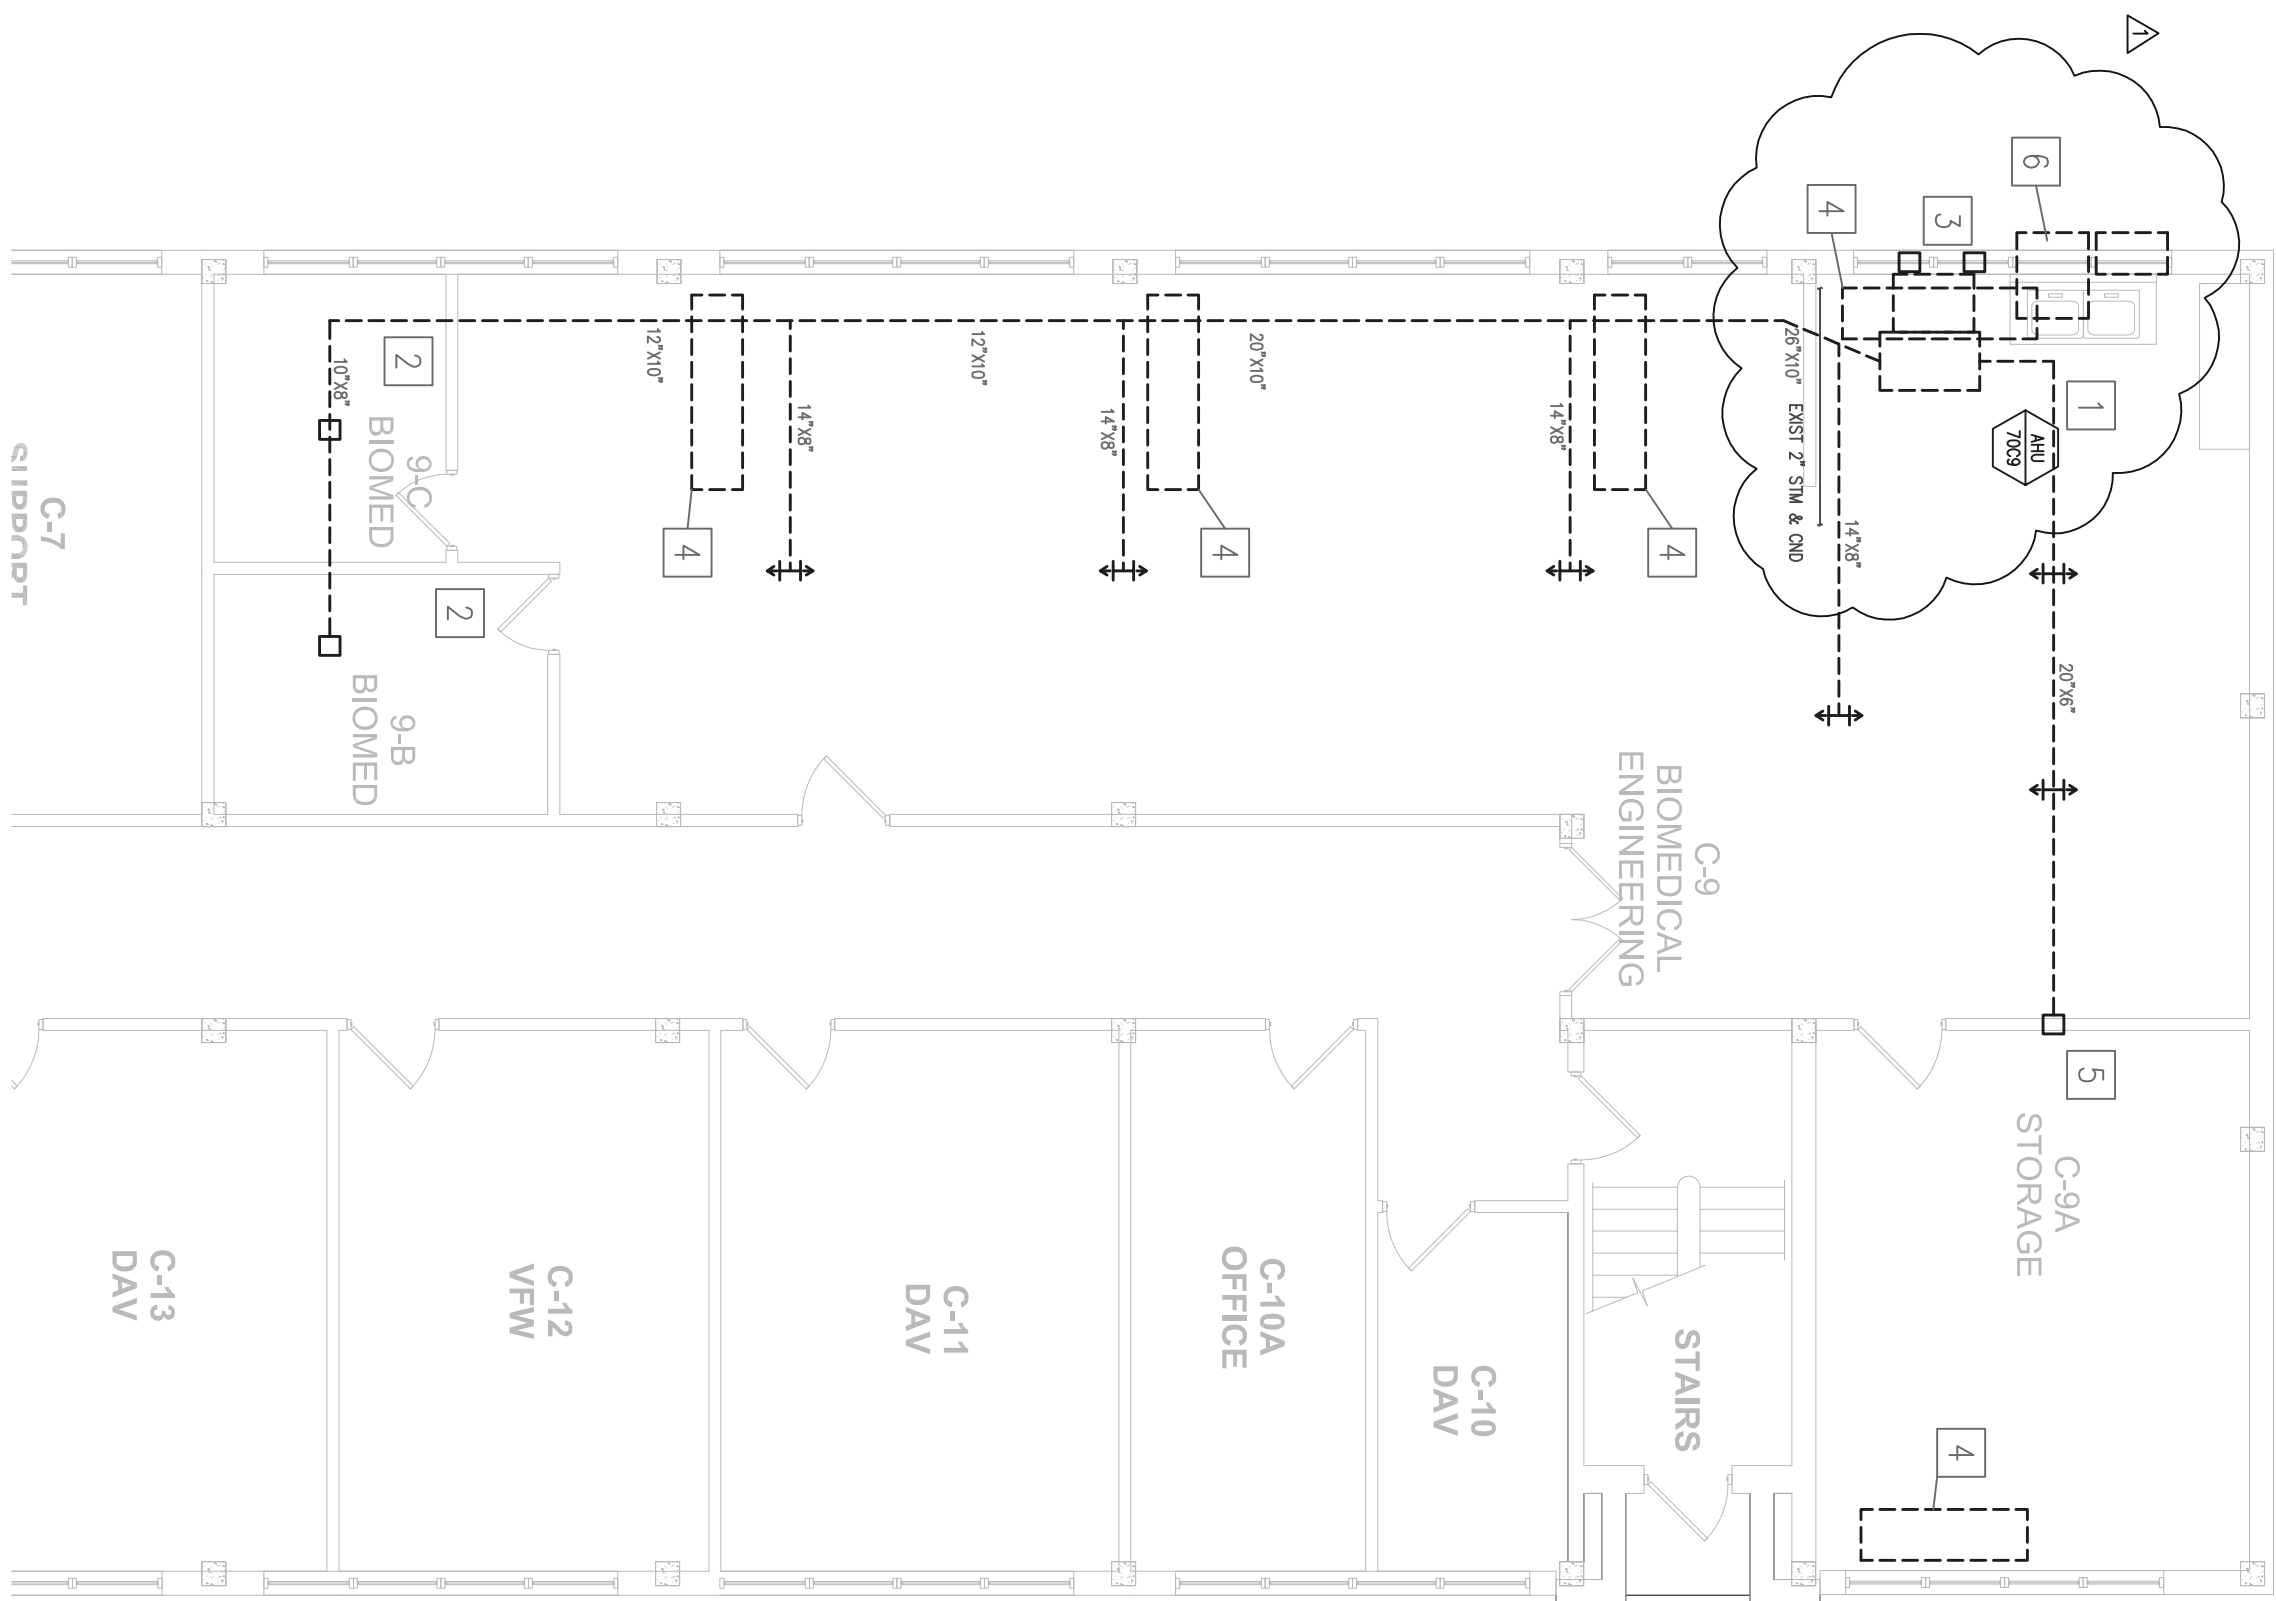 1
6
3
4
1
AHU
70C9
26"X10"
EXIST 2" STM & CND
14"X8"
20"X6"
14"X8"
4
20"X10"
4
14"X8"
12"X10"
14"X8"
4
12"X10"
2
10"X8"
9-C
BIOMED
2
9-B
BIOMED
C-7
SUPPORT
C-9
BIOMEDICAL
ENGINEERING
5
C-9A
STORAGE
4
STAIRS
C-10
DAV
C-10A
OFFICE
C-11
DAV
C-12
VFW
C-13
DAV